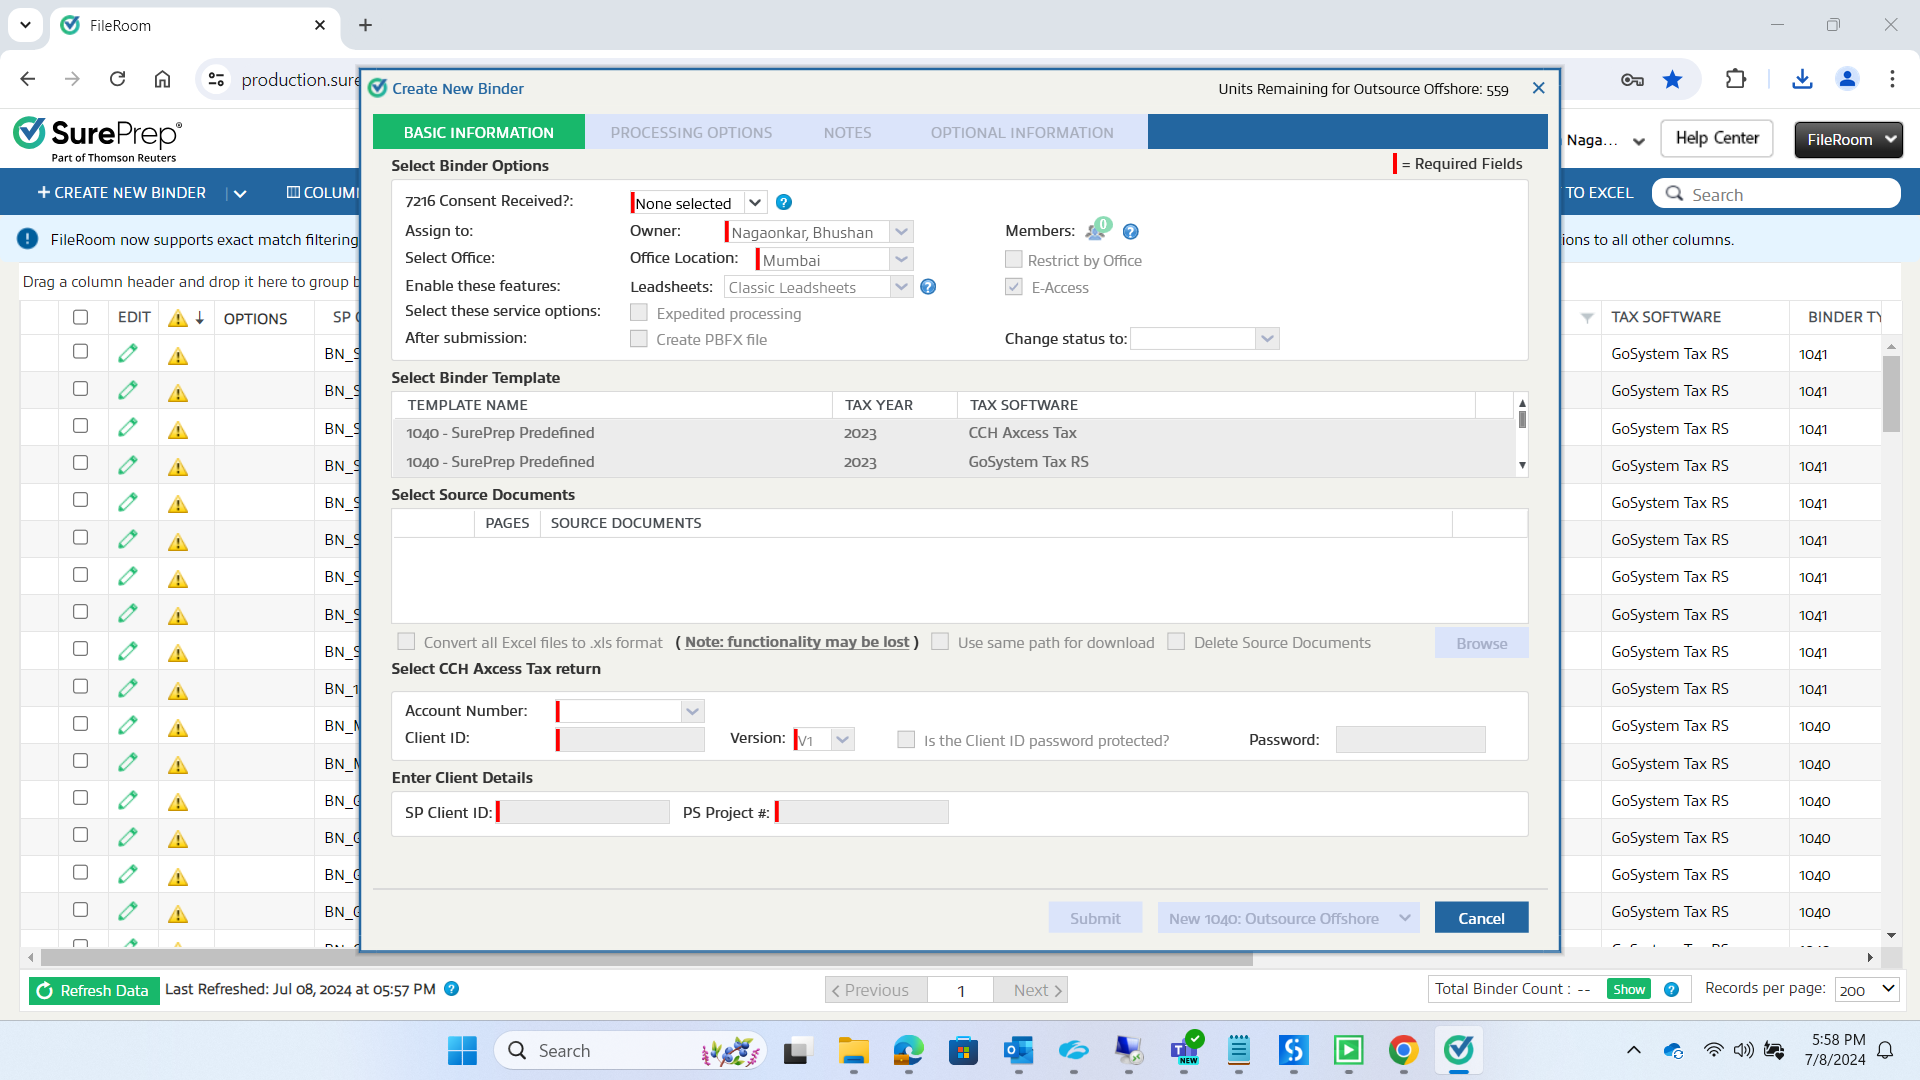 FileRoom
production.sure
Create New Binder
Units Remaining for Outsource Offshore: 559
SurePrep®
Part of Thomson Reuters
BASIC INFORMATION
PROCESSING OPTIONS
NOTES
OPTIONAL INFORMATION
Naga...
Help Center
FileRoom
Select Binder Options
= Required Fields
+ CREATE NEW BINDER
COLUM
TO EXCEL
Search
7216 Consent Received?:
None selected
Assign to:
Owner:
Nagaonkar, Bhushan
Members:
0
FileRoom now supports exact match filtering
ions to all other columns.
Select Office:
Office Location:
Mumbai
Restrict by Office
Drag a column header and drop it here to group b
Enable these features:
Leadsheets:
Classic Leadsheets
E-Access
Select these service options:
Expedited processing
After submission:
Create PBFX file
Change status to:
EDIT
OPTIONS
SP C
TAX SOFTWARE
BINDER TY
BN_S
GoSystem Tax RS
1041
BN_S
GoSystem Tax RS
1041
BN_S
GoSystem Tax RS
1041
BN_S
GoSystem Tax RS
1041
BN_S
GoSystem Tax RS
1041
BN_S
GoSystem Tax RS
1041
BN_S
GoSystem Tax RS
1041
BN_S
GoSystem Tax RS
1041
BN_S
GoSystem Tax RS
1041
BN_1
GoSystem Tax RS
1041
BN_M
GoSystem Tax RS
1040
BN_M
GoSystem Tax RS
1040
BN_G
GoSystem Tax RS
1040
BN_G
GoSystem Tax RS
1040
BN_G
GoSystem Tax RS
1040
BN_G
GoSystem Tax RS
1040
Select Binder Template
TEMPLATE NAME
TAX YEAR
TAX SOFTWARE
1040 - SurePrep Predefined
2023
CCH Axcess Tax
1040 - SurePrep Predefined
2023
GoSystem Tax RS
Select Source Documents
PAGES
SOURCE DOCUMENTS
Convert all Excel files to .xls format
( Note: functionality may be lost )
Use same path for download
Delete Source Documents
Browse
Select CCH Axcess Tax return
Account Number:
Client ID:
Version:
V1
Is the Client ID password protected?
Password:
Enter Client Details
SP Client ID:
PS Project #:
Submit
New 1040: Outsource Offshore
Cancel
Refresh Data
Last Refreshed: Jul 08, 2024 at 05:57 PM
Previous
1
Next
Total Binder Count : --
Show
Records per page:
200
Search
NEW
5:58 PM
7/8/2024